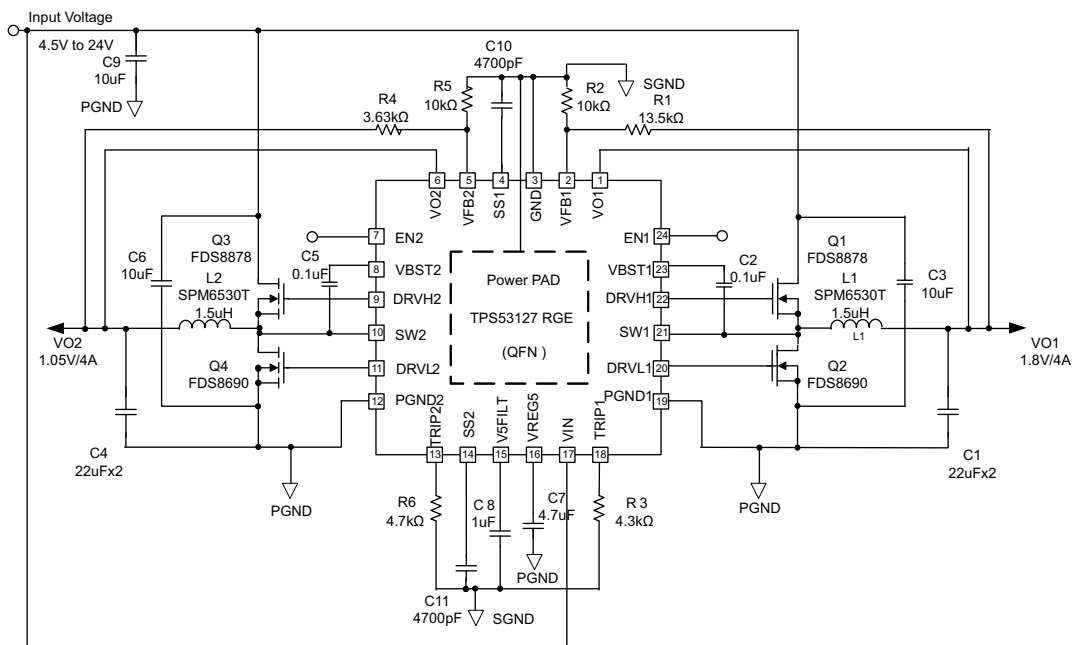 Input Voltage
4.5V to 24V
C9
10uF
PGND
C10
4700pF
R5
10kΩ
R4
3.63kΩ
R2
10kΩ
SGND
R1
13.5kΩ
6
5
4
3
2
1
VO2
VFB2
SS1
GND
VFB1
VO1
7
EN2
EN1
24
8
VBST2
VBST1
23
9
DRVH2
DRVH1
22
10
SW2
SW1
21
11
DRVL2
DRVL1
20
12
PGND2
PGND1
19
Power PAD
TPS53127 RGE
(QFN )
C6
10uF
Q3
FDS8878
L2
SPM6530T
1.5uH
C5
0.1uF
VO2
1.05V/4A
Q4
FDS8690
C4
22uFx2
PGND
C2
0.1uF
Q1
FDS8878
L1
SPM6530T
1.5uH
L1
C3
10uF
VO1
1.8V/4A
Q2
FDS8690
C1
22uFx2
PGND
TRIP2
SS2
V5FILT
VREG5
VIN
TRIP1
13
14
15
16
17
18
R6
4.7kΩ
C 8
1uF
C7
4.7uF
R 3
4.3kΩ
PGND
C11
4700pF
SGND